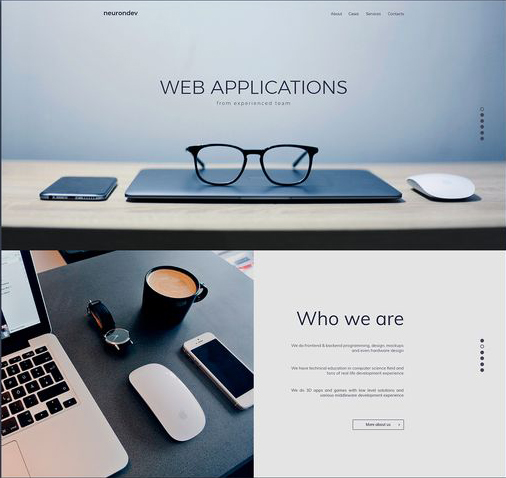 neurondev
About Cases Services Contacts
WEB APPLICATIONS
from experienced team
Who we are
We do frontend & backend programming, design, mockups
and even hardware design
We have technical education in computer science field and
tens of real life development experience
We do 3D apps and games with low level solutions and
various middleware development experience
More about us